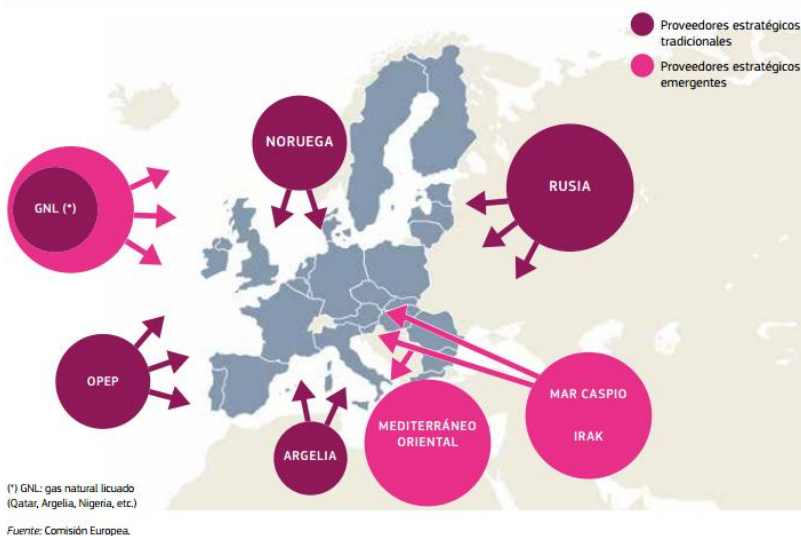 Proveedores estratégicos
tradicionales
Proveedores estratégicos
emergentes
NORUEGA
RUSIA
GNL (*)
OPEP
ARGELIA
MEDITERRÁNEO
ORIENTAL
MAR CASPIO
IRAK
(*) GNL: gas natural licuado
(Qatar, Argelia, Nigeria, etc.)
Fuente: Comisión Europea.